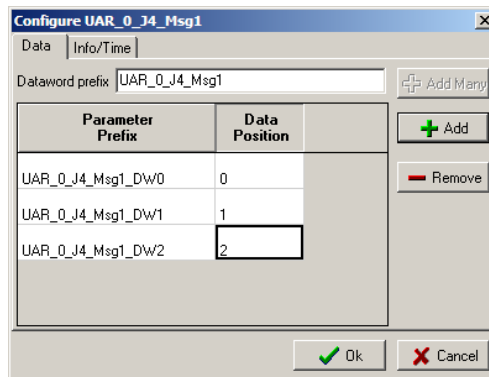 Configure UAR_0_J4_Msg1
Data Info/Time
Dataword prefix UAR_0_J4_Msg1
Add Many
Parameter Prefix Data Position
Add
UAR_0_J4_Msg1_DW0 0
Remove
UAR_0_J4_Msg1_DW1 1
UAR_0_J4_Msg1_DW2 2
Ok Cancel